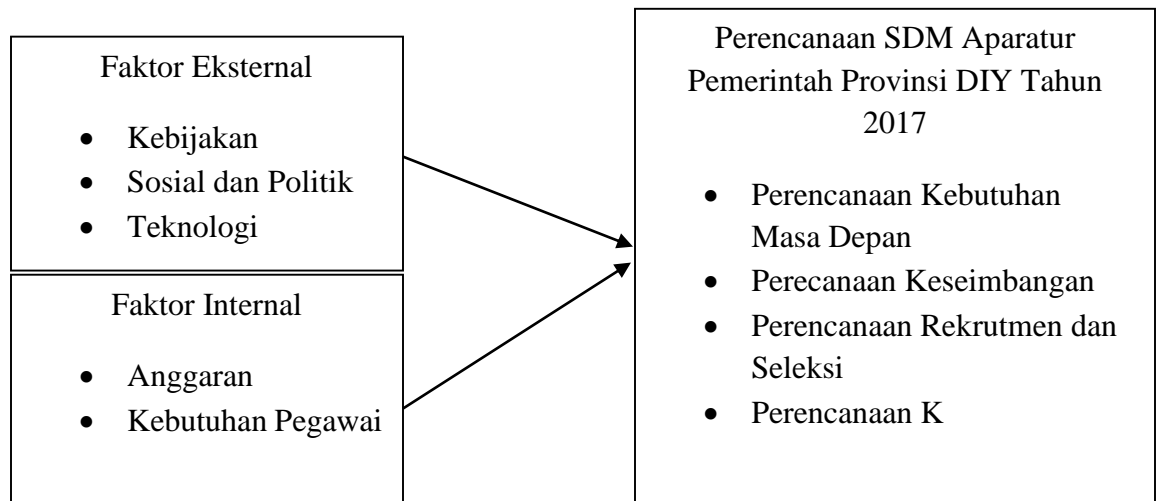 Faktor Eksternal
• Kebijakan
• Sosial dan Politik
• Teknologi
Faktor Internal
• Anggaran
• Kebutuhan Pegawai
Perencanaan SDM Aparatur
Pemerintah Provinsi DIY Tahun
2017
• Perencanaan Kebutuhan
Masa Depan
• Perecanaan Keseimbangan
• Perencanaan Rekrutmen dan
Seleksi
• Perencanaan K